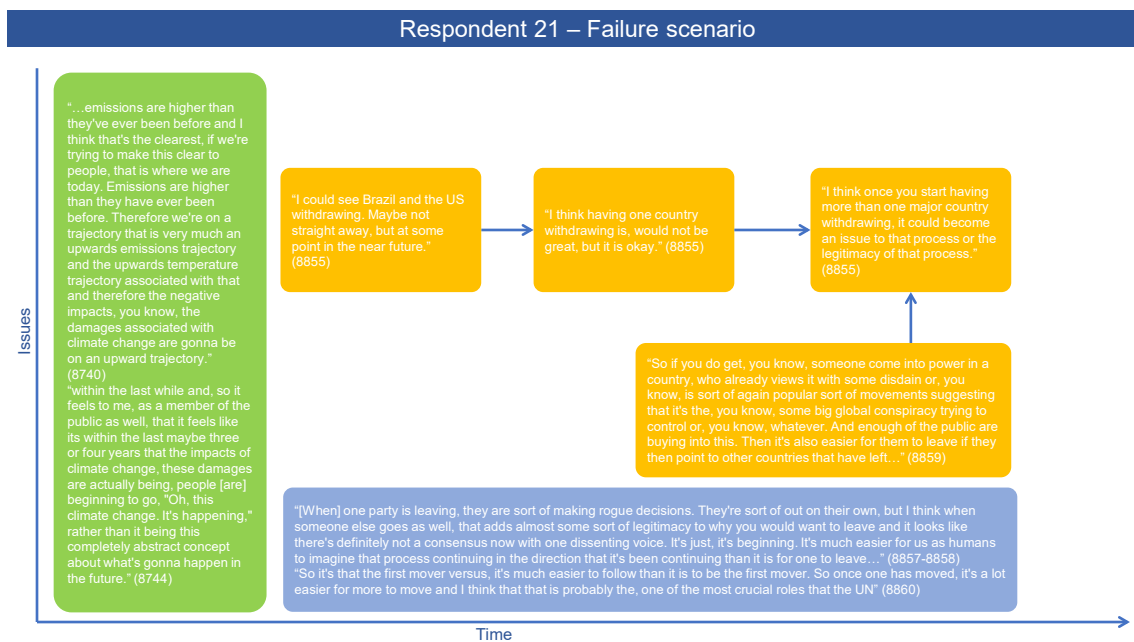 Respondent 21 – Failure scenario
“…emissions are higher than
they've ever been before and I
think that's the clearest, if we're
trying to make this clear to
people, that is where we are
today. Emissions are higher
than they have ever been
before. Therefore we're on a
trajectory that is very much an
upwards emissions trajectory
and the upwards temperature
trajectory associated with that
and therefore the negative
impacts, you know, the
damages associated with
climate change are gonna be
on an upward trajectory.”
(8740)
“within the last while and, so it
feels to me, as a member of the
public as well, that it feels like
its within the last maybe three
or four years that the impacts of
climate change, these damages
are actually being, people [are]
beginning to go, "Oh, this
climate change. It's happening,"
rather than it being this
completely abstract concept
about what's gonna happen in
the future.” (8744)
“I could see Brazil and the US
withdrawing. Maybe not
straight away, but at some
point in the near future.”
(8855)
“I think having one country
withdrawing is, would not be
great, but it is okay.” (8855)
“I think once you start having
more than one major country
withdrawing, it could become
an issue to that process or the
legitimacy of that process.”
(8855)
“So if you do get, you know, someone come into power in a
country, who already views it with some disdain or, you
know, is sort of again popular sort of movements suggesting
that it's the, you know, some big global conspiracy trying to
control or, you know, whatever. And enough of the public are
buying into this. Then it's also easier for them to leave if they
then point to other countries that have left…” (8859)
“[When] one party is leaving, they are sort of making rogue decisions. They're sort of out on their own, but I think when
someone else goes as well, that adds almost some sort of legitimacy to why you would want to leave and it looks like
there's definitely not a consensus now with one dissenting voice. It's just, it's beginning. It's much easier for us as humans
to imagine that process continuing in the direction that it's been continuing than it is for one to leave…” (8857-8858)
“So it's that the first mover versus, it's much easier to follow than it is to be the first mover. So once one has moved, it's a lot
easier for more to move and I think that that is probably the, one of the most crucial roles that the UN” (8860)
Issues
Time